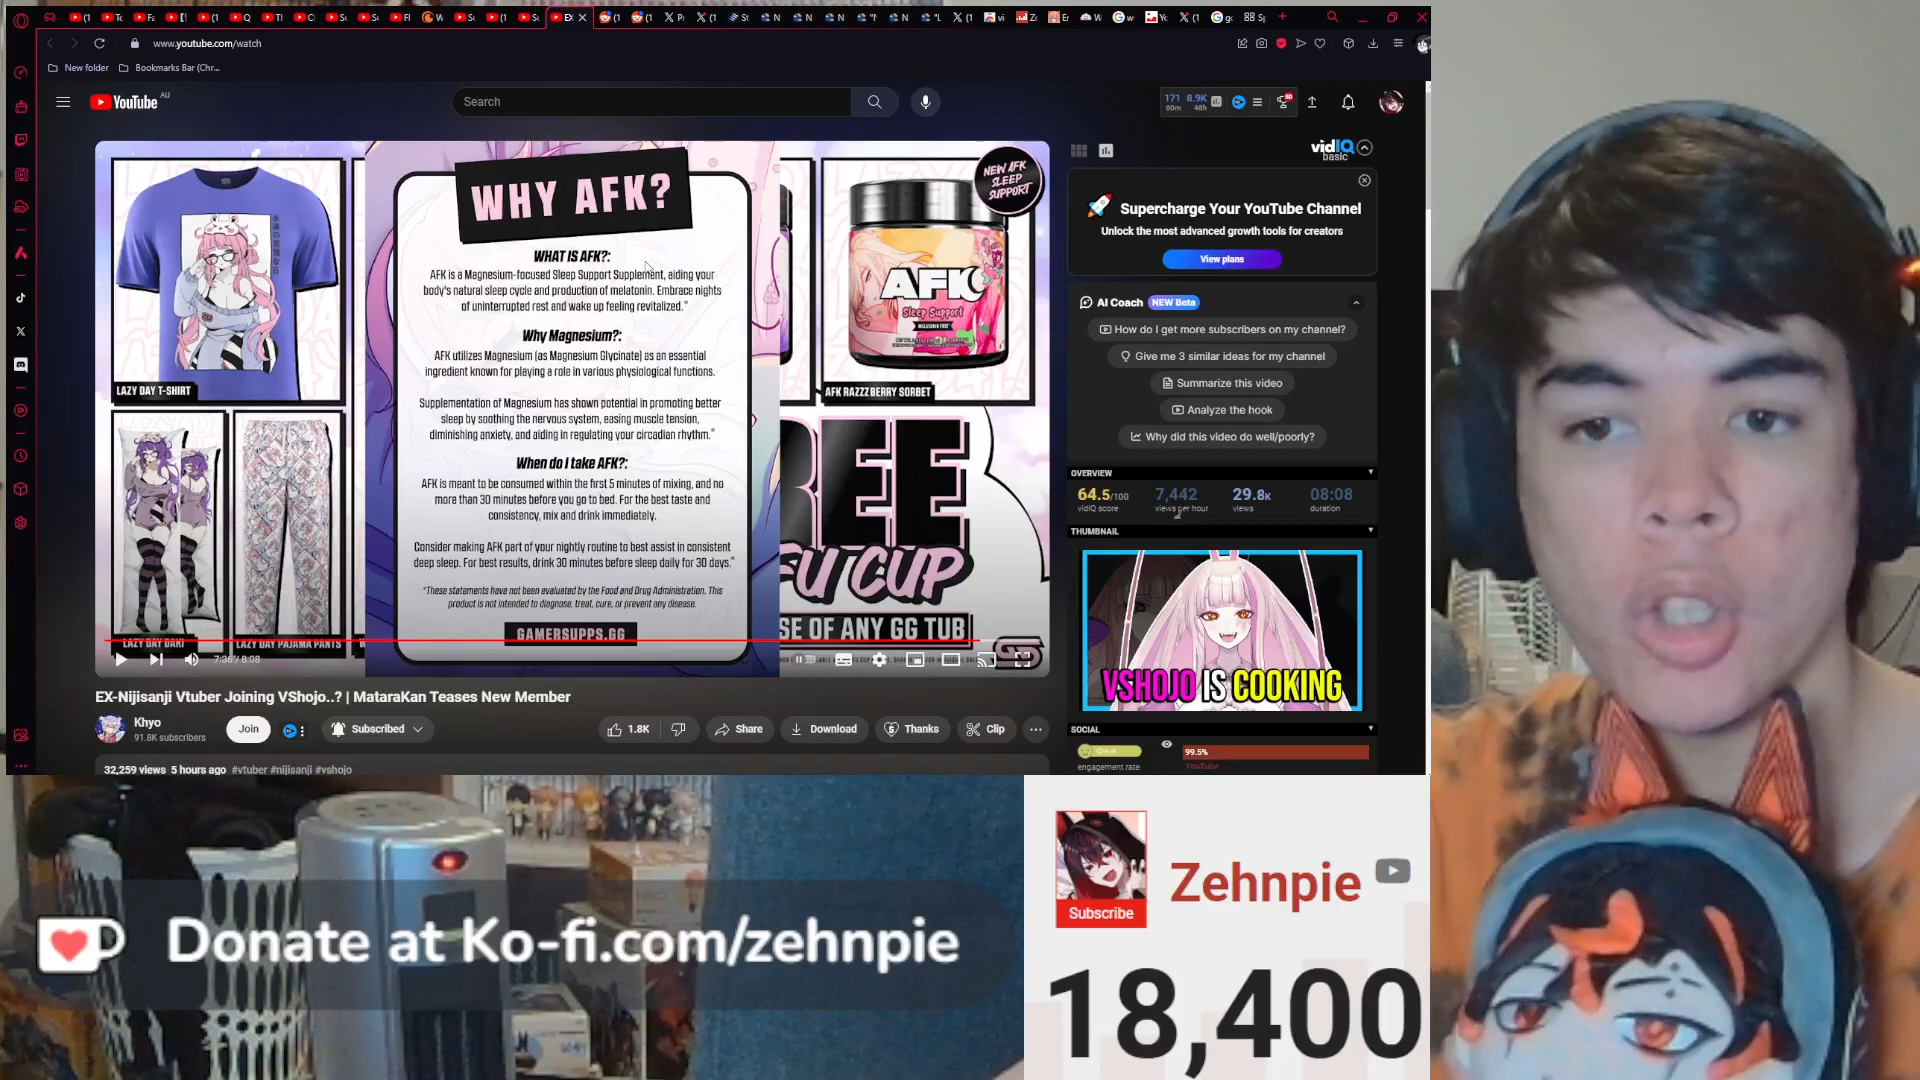 www.youtube.com/watch
New folder
Bookmarks Bar (Chr...
YouTube
AU
Search
171
60m
8.9K
48h
WHY AFK?
WHAT IS AFK?:
AFK is a Magnesium-focused Sleep Support Supplement, aiding your
body's natural sleep cycle and production of melatonin. Embrace nights
of uninterrupted rest and wake up feeling revitalized.*
Why Magnesium?:
AFK utilizes Magnesium (as Magnesium Glycinate) as an essential
ingredient known for playing a role in various physiological functions.
Supplementation of Magnesium has shown potential in promoting better
sleep by soothing the nervous system, easing muscle tension,
diminishing anxiety, and aiding in regulating your circadian rhythm.*
When do I take AFK?:
AFK is meant to be consumed within the first 5 minutes of mixing, and no
more than 30 minutes before you go to bed. For the best taste and
consistency, mix and drink immediately.
Consider making AFK part of your nightly routine to best assist in consistent
deep sleep. For best results, drink 30 minutes before sleep daily for 30 days.*
*These statements have not been evaluated by the Food and Drug Administration. This
product is not intended to diagnose, treat, cure, or prevent any disease.
GAMERSUPPS.GG
LAZY DAY T-SHIRT
LAZY DAY DAKI
LAZY DAY PAJAMA PANTS
NEW AFK
SLEEP
SUPPORT
AFK
Sleep Support
AFK RAZZZBERRY SORBET
REE
FU CUP
SE OF ANY GG TUB
7:36 / 8:08
EX-Nijisanji Vtuber Joining VShojo..? | MataraKan Teases New Member
Khyo
91.8K subscribers
Join
Subscribed
1.8K
Share
Download
Thanks
Clip
32,259 views 5 hours ago #vtuber #nijisanji #vshojo
vidIQ
basic
Supercharge Your YouTube Channel
Unlock the most advanced growth tools for creators
View plans
AI Coach
NEW Beta
How do I get more subscribers on my channel?
Give me 3 similar ideas for my channel
Summarize this video
Analyze the hook
Why did this video do well/poorly?
OVERVIEW
64.5/100
vidIQ score
7,442
views per hour
29.8K
views
08:08
duration
THUMBNAIL
VSHOJO IS COOKING
SOCIAL
Great
engagement rate
99.5%
YouTube
Donate at Ko-fi.com/zehnpie
Subscribe
Zehnpie
18,400